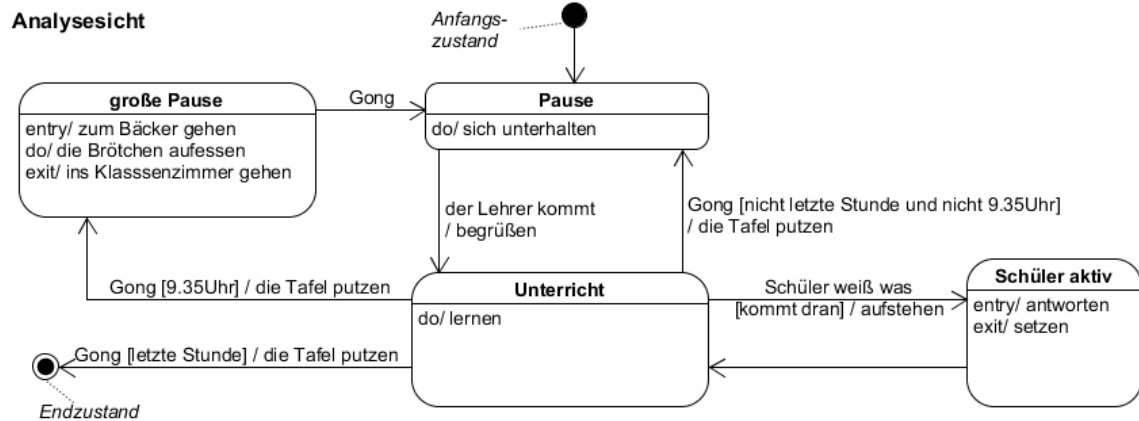 Analysesicht
Anfangs-
zustand
große Pause
entry/ zum Bäcker gehen
do/ die Brötchen aufessen
exit/ ins Klasssenzimmer gehen
Gong
Pause
do/ sich unterhalten
der Lehrer kommt
/ begrüßen
Gong [nicht letzte Stunde und nicht 9.35Uhr]
/ die Tafel putzen
Gong [9.35Uhr] / die Tafel putzen
Unterricht
do/ lernen
Schüler weiß was
[kommt dran] / aufstehen
Schüler aktiv
entry/ antworten
exit/ setzen
Gong [letzte Stunde] / die Tafel putzen
Endzustand